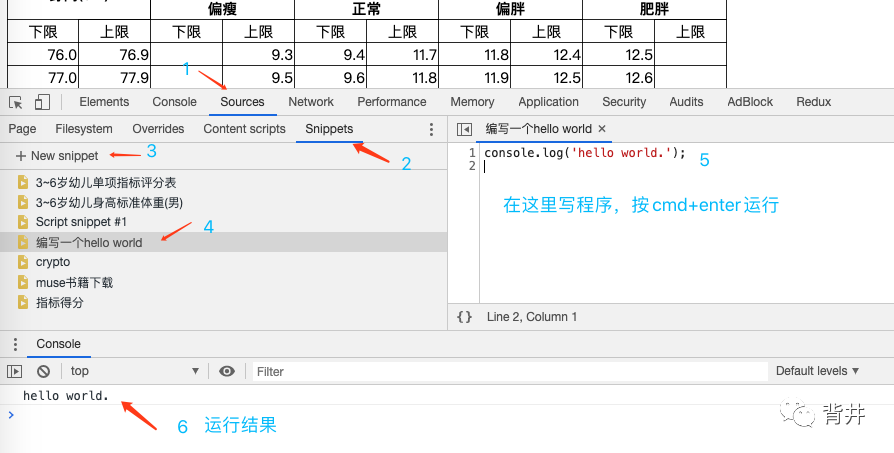 偏瘦 正常 偏胖 肥胖
下限 上限 下限 上限 下限 上限 下限 上限 下限 上限
76.0 76.9 9.3 9.4 11.7 11.8 12.4 12.5
77.0 77.9 9.5 9.6 11.8 11.9 12.5 12.6
1
Elements Console Sources Network Performance Memory Application Security Audits AdBlock Redux
Page Filesystem Overrides Content scripts Snippets
编写一个hello world ×
2
+ New snippet
3
3~6岁幼儿单项指标评分表
3~6岁幼儿身高标准体重(男)
Script snippet #1
编写一个hello world
4
crypto
muse书籍下载
指标得分
1 console.log('hello world.');
2
5
在这里写程序，按cmd+enter运行
{} Line 2, Column 1
Console
top Filter Default levels
hello world.
>
6 运行结果
背井